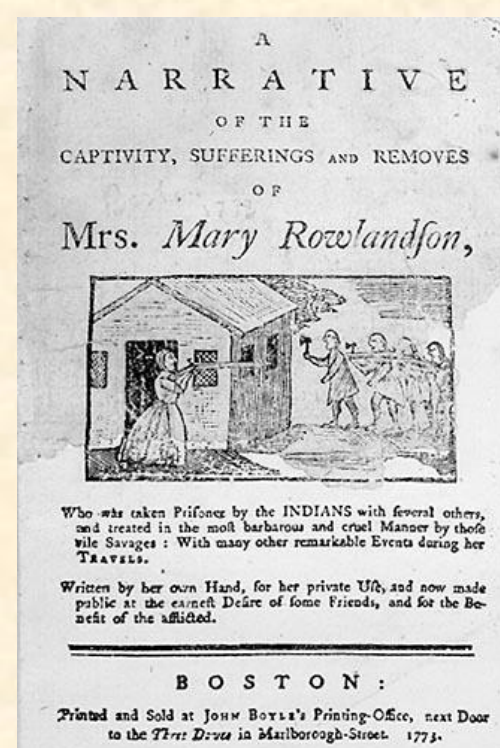 A
NARRATIVE
OF THE
CAPTIVITY, SUFFERINGS AND REMOVES
OF
Mrs. Mary Rowlandſon,
Who was taken Priſoner by the INDIANS with ſeveral others,
and treated in the moſt barbarous and cruel Manner by thoſe
vile Savages : With many other remarkable Events during her
TRAVELS.
Written by her own Hand, for her private Uſe, and now made
public at the earneſt Deſire of ſome Friends, and for the Be-
nefit of the afflicted.
BOSTON:
Printed and Sold at JOHN BOYLE'S Printing-Office, next Door
to the Three Doves in Marlborough-Street. 1773.